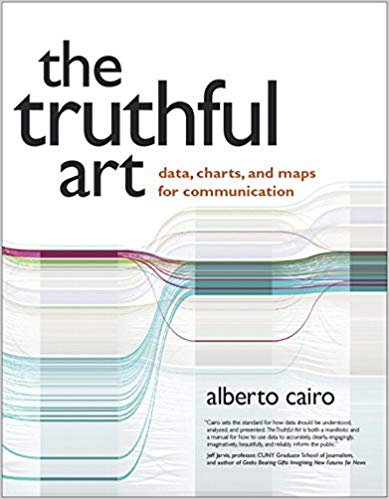 the
truthful
art
data, charts, and maps
for communication
alberto cairo
"Cairo sets the standard for how data should be understood,
analyzed, and presented. The Truthful Art is both a manifesto and
a manual for how to use data to accurately, clearly, engagingly,
imaginatively, beautifully, and reliably inform the public."
Jeff Jarvis, professor, CUNY Graduate School of Journalism,
and author of Geeks Bearing Gifts: Imagining New Futures for News